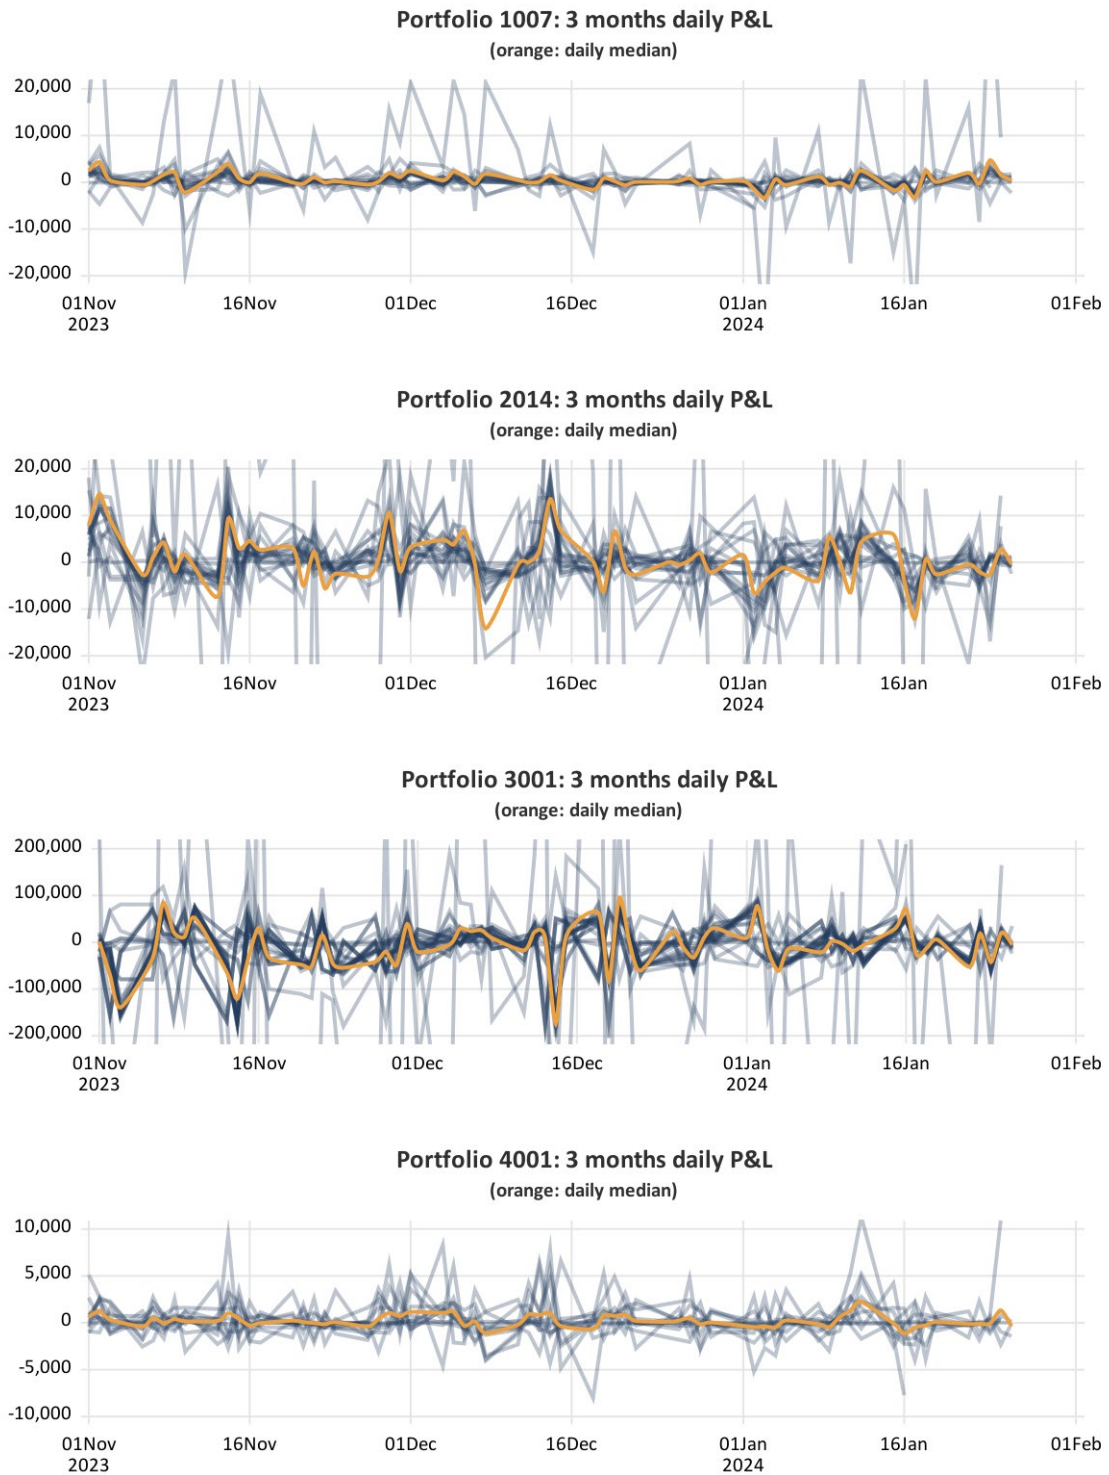 Portfolio 1007: 3 months daily P&L
(orange: daily median)
20,000
10,000
0
-10,000
-20,000
01Nov 16Nov 01Dec 16Dec 01Jan 16Jan 01Feb
2023 2024
Portfolio 2014: 3 months daily P&L
(orange: daily median)
20,000
10,000
0
-10,000
-20,000
01Nov 16Nov 01Dec 16Dec 01Jan 16Jan 01Feb
2023 2024
Portfolio 3001: 3 months daily P&L
(orange: daily median)
200,000
100,000
0
-100,000
-200,000
01Nov 16Nov 01Dec 16Dec 01Jan 16Jan 01Feb
2023 2024
Portfolio 4001: 3 months daily P&L
(orange: daily median)
10,000
5,000
0
-5,000
-10,000
01Nov 16Nov 01Dec 16Dec 01Jan 16Jan 01Feb
2023 2024